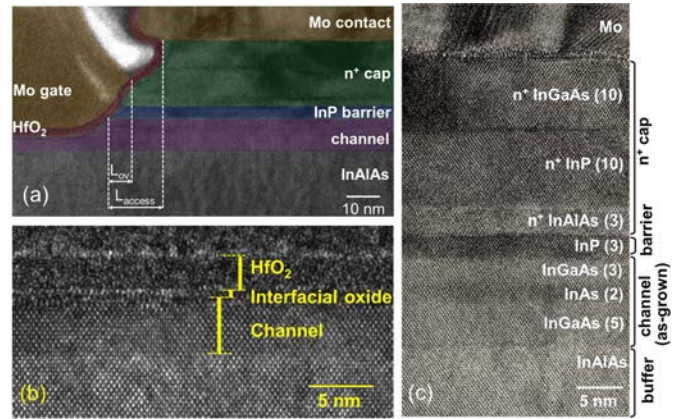 Mo contact
n⁺ cap
Mo gate
InP barrier
HfO₂
channel
Lov
InAlAs
Laccess
(a)
10 nm
HfO₂
Interfacial oxide
Channel
(b)
5 nm
Mo
n⁺ InGaAs (10)
n⁺ InP (10)
n⁺ InAlAs (3)
InP (3)
InGaAs (3)
InAs (2)
InGaAs (5)
InAlAs
(c)
5 nm
n⁺ cap
barrier
channel
(as-grown)
buffer